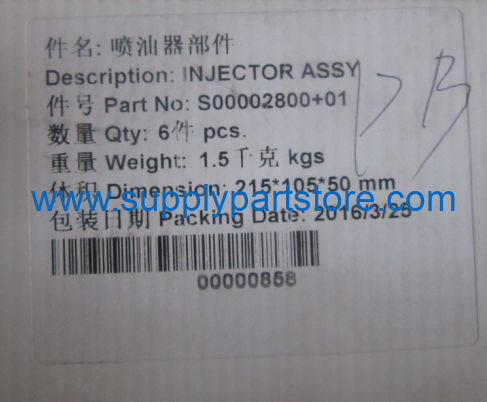 件名: 喷油器部件
Description: INJECTOR ASSY
件号 Part No: S00002800+01
数量 Qty: 6件 pcs.
重量 Weight: 1.5千克 kgs
体积 Dimension: 215*105*50 mm
www.supplypartstore.com
包装日期 Packing Date: 2016/3/25
00000858